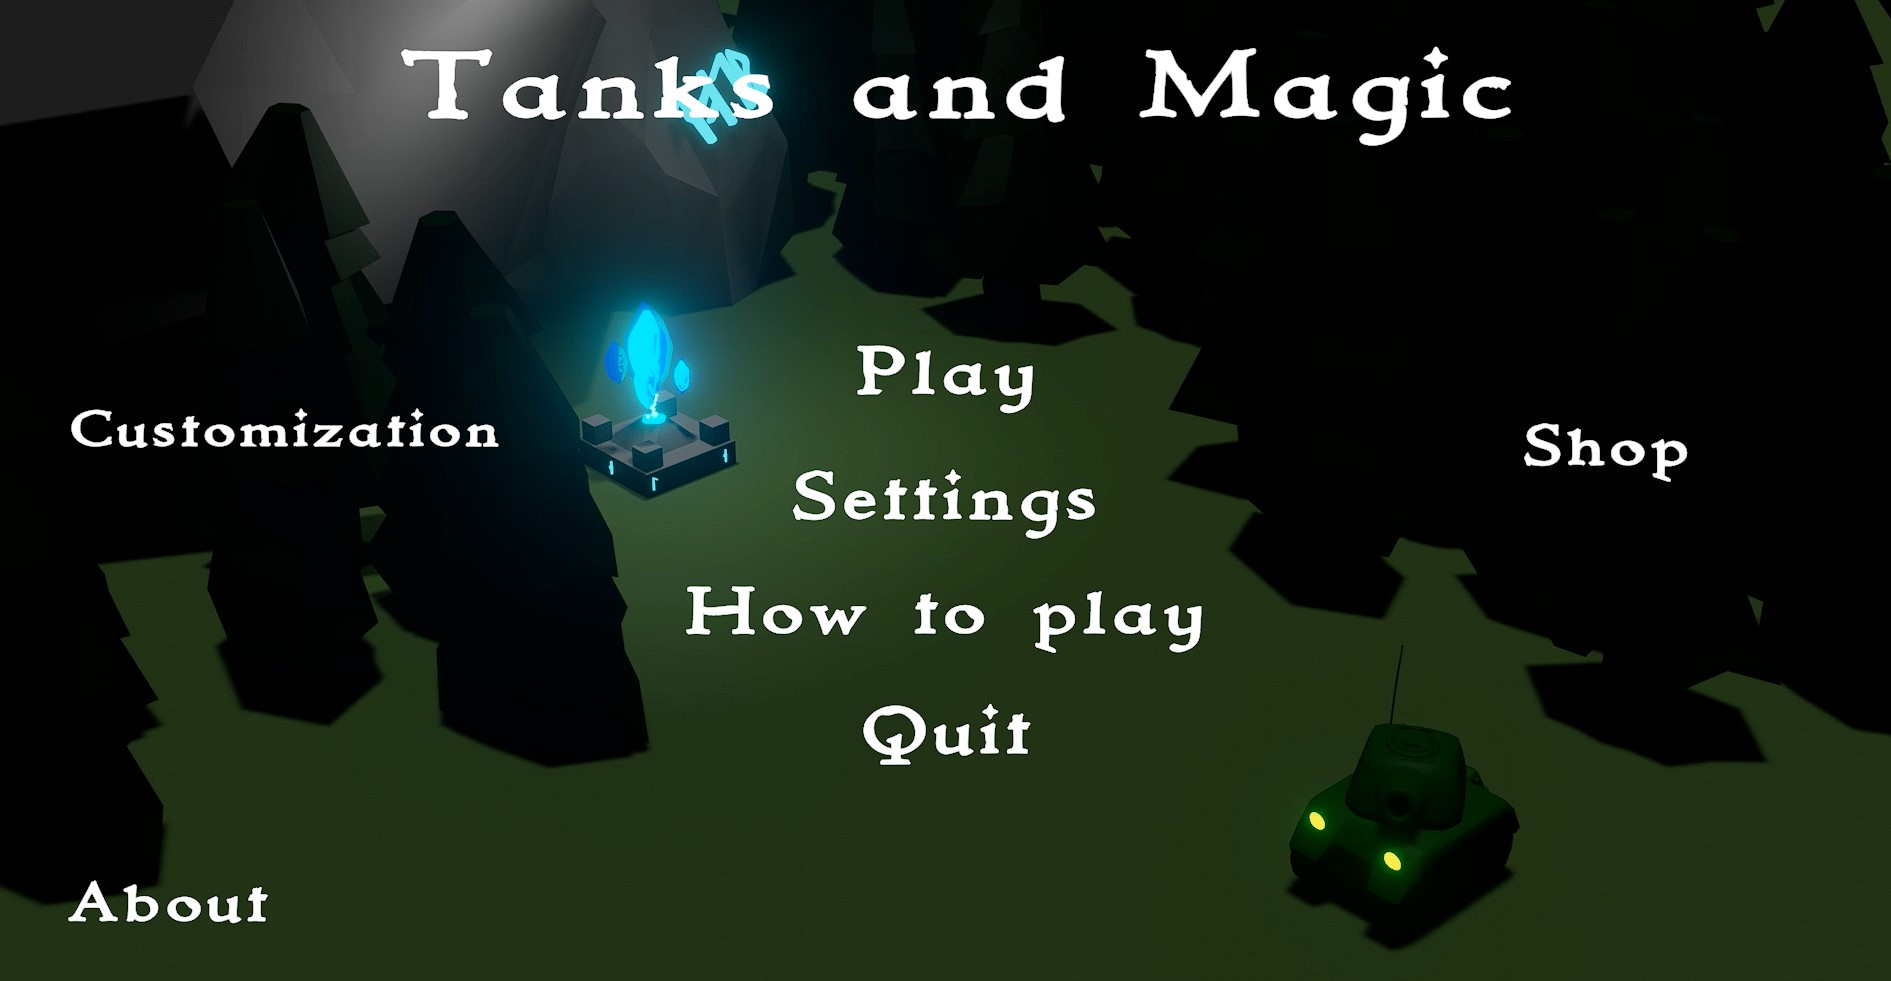 Tanks and Magic
Play
Customization
Shop
Settings
How to play
Quit
About